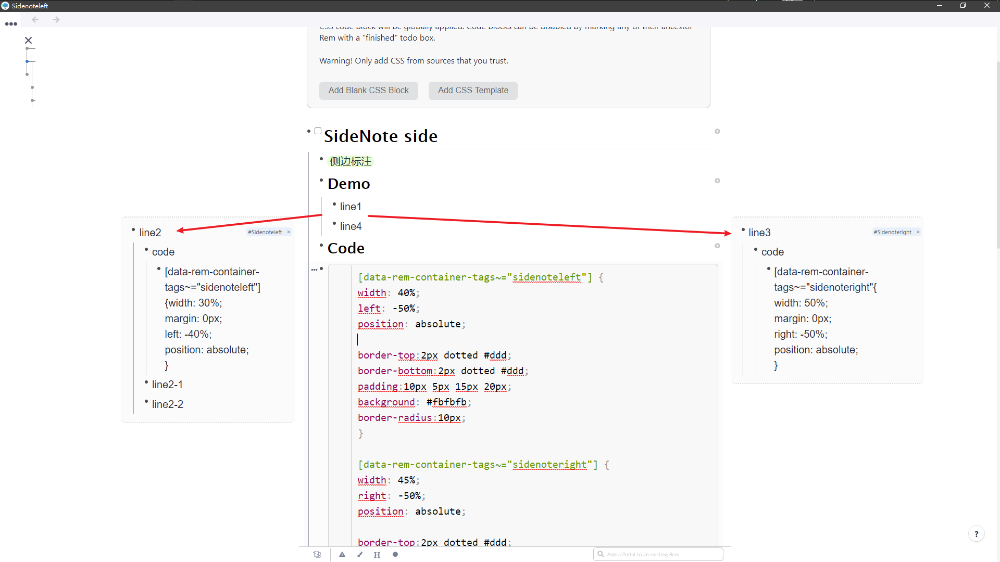 Sidenoteleft
CSS code block will be globally applied. Code blocks can be disabled by marking any of their ancestor
Rem with a "finished" todo box.
Warning! Only add CSS from sources that you trust.
Add Blank CSS Block
Add CSS Template
SideNote side
侧边标注
Demo
line1
line4
line2
#Sidenoteleft ×
code
[data-rem-container-
tags~="sidenoteleft"]
{width: 30%;
margin: 0px;
left: -40%;
position: absolute;
}
line2-1
line2-2
line3
#Sidenoteright ×
code
[data-rem-container-
tags~="sidenoteright"{
width: 50%;
margin: 0px;
right: -50%;
position: absolute;
}
Code
[data-rem-container-tags~="sidenoteleft"] {
width: 40%;
left: -50%;
position: absolute;
border-top:2px dotted #ddd;
border-bottom:2px dotted #ddd;
padding:10px 5px 15px 20px;
background: #fbfbfb;
border-radius:10px;
}
[data-rem-container-tags~="sidenoteright"] {
width: 45%;
right: -50%;
position: absolute;
border-top:2px dotted #ddd;
H
Add a Portal to an existing Rem.
?